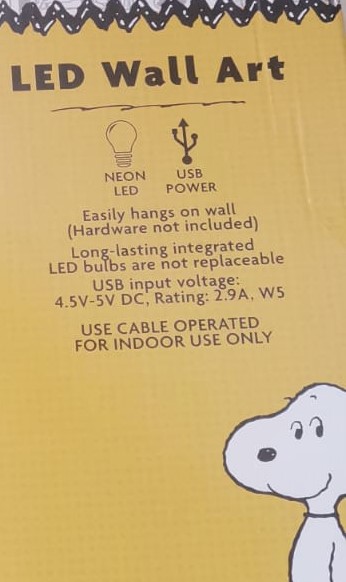 LED Wall Art
NEON
LED
USB
POWER
Easily hangs on wall
(Hardware not included)
Long-lasting integrated
LED bulbs are not replaceable
USB input voltage:
4.5V-5V DC, Rating: 2.9A, W5
USE CABLE OPERATED
FOR INDOOR USE ONLY